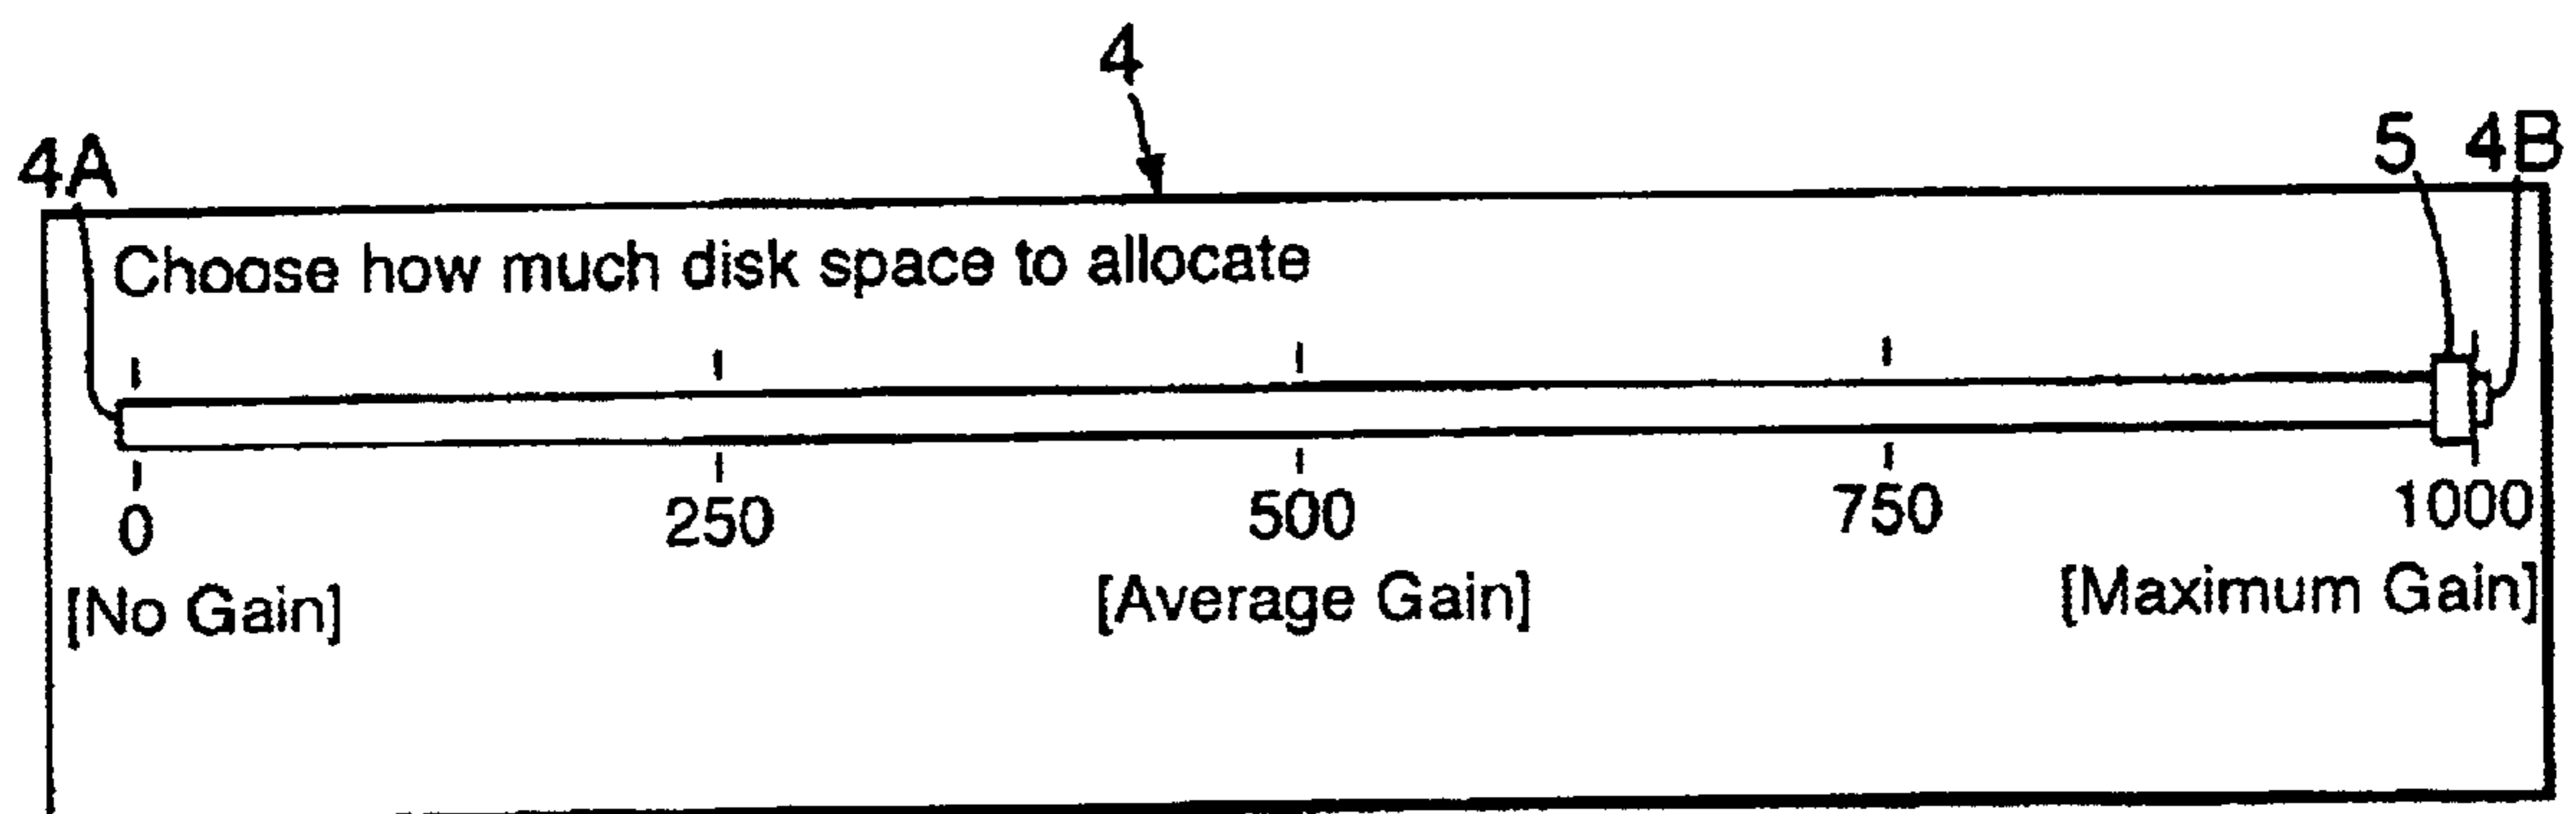 4
4A 5 4B
Choose how much disk space to allocate
0 250 500 750 1000
[No Gain] [Average Gain] [Maximum Gain]